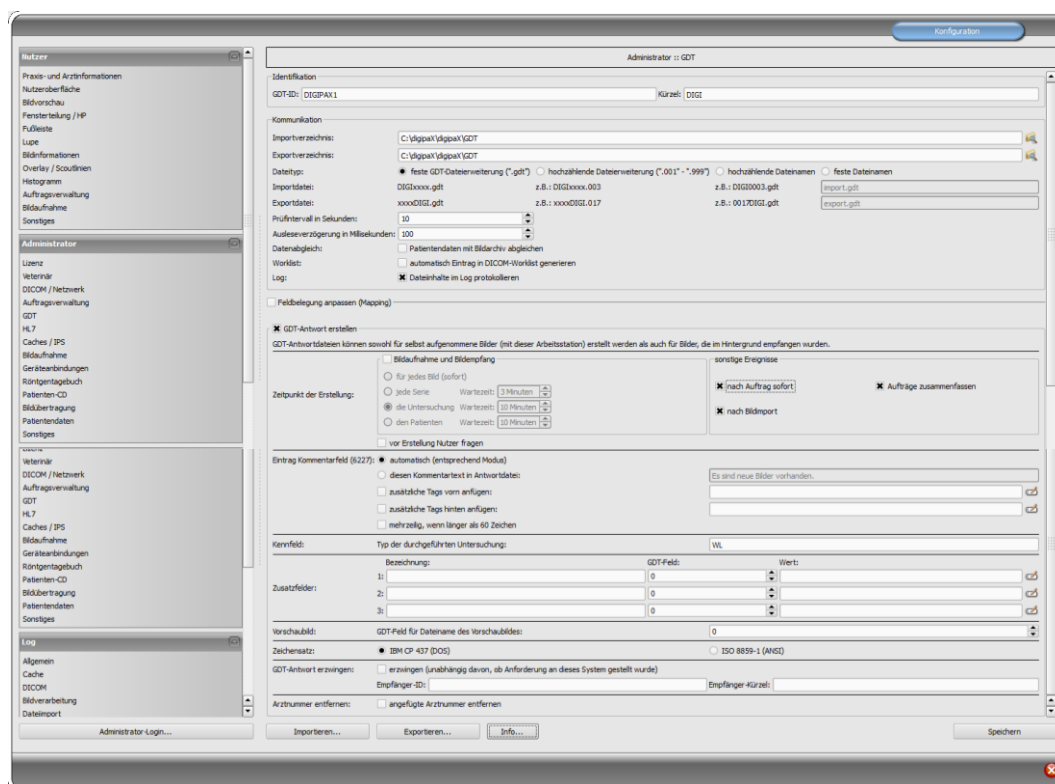 Konfiguration
Nutzer
Praxis- und Arztinformationen
Nutzeroberfläche
Bildvorschau
Fensterteilung / HP
Fußleiste
Lupe
Bildinformationen
Overlay / Scoutlinien
Histogramm
Auftragsverwaltung
Bildaufnahme
Sonstiges
Administrator
Lizenz
Veterinär
DICOM / Netzwerk
Auftragsverwaltung
GDT
HL7
Caches / IPS
Bildaufnahme
Geräteanbindungen
Röntgentagebuch
Patienten-CD
Bildübertragung
Patientendaten
Sonstiges
Veterinär
DICOM / Netzwerk
Auftragsverwaltung
GDT
HL7
Caches / IPS
Bildaufnahme
Geräteanbindungen
Röntgentagebuch
Patienten-CD
Bildübertragung
Patientendaten
Sonstiges
Log
Allgemein
Cache
DICOM
Bildverarbeitung
Dateiimport
Administrator-Login...
Administrator :: GDT
Identifikation
GDT-ID: DIGIPAX1 Kürzel: DIGI
Kommunikation
Importverzeichnis: C:\digipaX\digipaX\GDT
Exportverzeichnis: C:\digipaX\digipaX\GDT
Dateityp: feste GDT-Dateierweiterung (".gdt") hochzählende Dateierweiterung (".001" - ".999") hochzählende Dateinamen feste Dateinamen
Importdatei: DIGIxxxx.gdt z.B.: DIGIxxxx.003 z.B.: DIGI0003.gdt import.gdt
Exportdatei: xxxxDIGI.gdt z.B.: xxxxDIGI.017 z.B.: 0017DIGI.gdt export.gdt
Prüfintervall in Sekunden: 10
Ausleseverzögerung in Millisekunden: 100
Datenabgleich: Patientendaten mit Bildarchiv abgleichen
Worklist: automatisch Eintrag in DICOM-Worklist generieren
Log: Dateiinhalte im Log protokollieren
Feldbelegung anpassen (Mapping)
GDT-Antwort erstellen
GDT-Antwortdateien können sowohl für selbst aufgenommene Bilder (mit dieser Arbeitsstation) erstellt werden als auch für Bilder, die im Hintergrund empfangen wurden.
Zeitpunkt der Erstellung:
Bildaufnahme und Bildempfang
für jedes Bild (sofort)
jede Serie Wartezeit: 3 Minuten
die Untersuchung Wartezeit: 10 Minuten
den Patienten Wartezeit: 10 Minuten
sonstige Ereignisse
nach Auftrag sofort Aufträge zusammenfassen
nach Bildimport
vor Erstellung Nutzer fragen
Eintrag Kommentarfeld (6227): automatisch (entsprechend Modus)
diesen Kommentartext in Antwortdatei: Es sind neue Bilder vorhanden.
zusätzliche Tags vorn anfügen:
zusätzliche Tags hinten anfügen:
mehrzeilig, wenn länger als 60 Zeichen
Kennfeld: Typ der durchgeführten Untersuchung: WL
Bezeichnung: GDT-Feld: Wert:
Zusatzfelder:
1: 0
2: 0
3: 0
Vorschaubild: GDT-Feld für Dateiname des Vorschaubildes: 0
Zeichensatz: IBM CP 437 (DOS) ISO 8859-1 (ANSI)
GDT-Antwort erzwingen: erzwingen (unabhängig davon, ob Anforderung an dieses System gestellt wurde)
Empfänger-ID: Empfänger-Kürzel:
Arztnummer entfernen: angefügte Arztnummer entfernen
Importieren... Exportieren... Info... Speichern